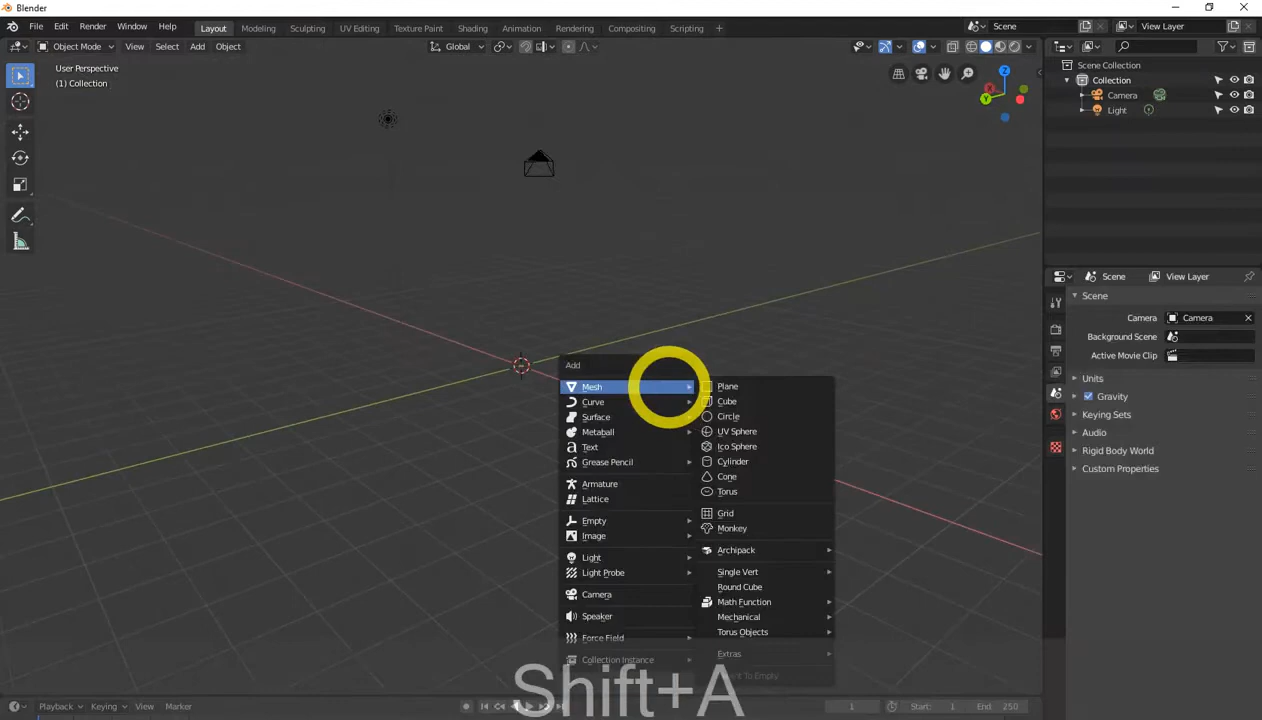 Blender
File Edit Render Window Help Layout Modeling Sculpting UV Editing Texture Paint Shading Animation Rendering Compositing Scripting Scene View Layer
Object Mode View Select Add Object Global
User Perspective
(1) Collection
Scene Collection
Collection
Camera
Light
Scene View Layer
Scene
Camera Camera
Background Scene
Active Movie Clip
Units
Gravity
Keying Sets
Audio
Rigid Body World
Custom Properties
Add
Mesh
Curve
Surface
Metaball
Text
Grease Pencil
Armature
Lattice
Empty
Image
Light
Light Probe
Camera
Speaker
Force Field
Collection Instance
Plane
Cube
Circle
UV Sphere
Ico Sphere
Cylinder
Cone
Torus
Grid
Monkey
Archipack
Single Vert
Round Cube
Math Function
Mechanical
Torus Objects
Extras
To Empty
Shift+A
Playback Keying View Marker 1 Start: 1 End 250